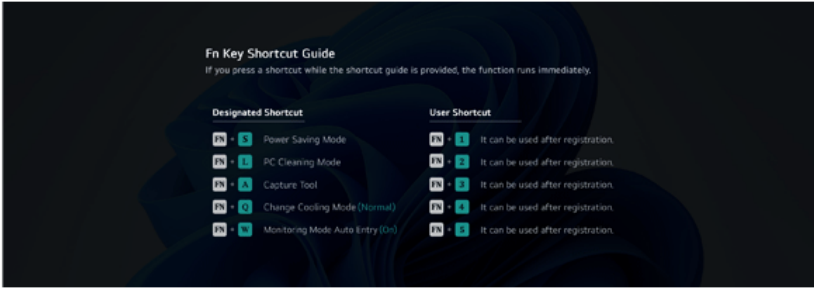 Fn Key Shortcut Guide
If you press a shortcut while the shortcut guide is provided, the function runs immediately.
Designated Shortcut
FN + S Power Saving Mode
FN + L PC Cleaning Mode
FN + A Capture Tool
FN + Q Change Cooling Mode (Normal)
FN + W Monitoring Mode Auto Entry (On)
User Shortcut
FN + 1 It can be used after registration.
FN + 2 It can be used after registration.
FN + 3 It can be used after registration.
FN + 4 It can be used after registration.
FN + 5 It can be used after registration.